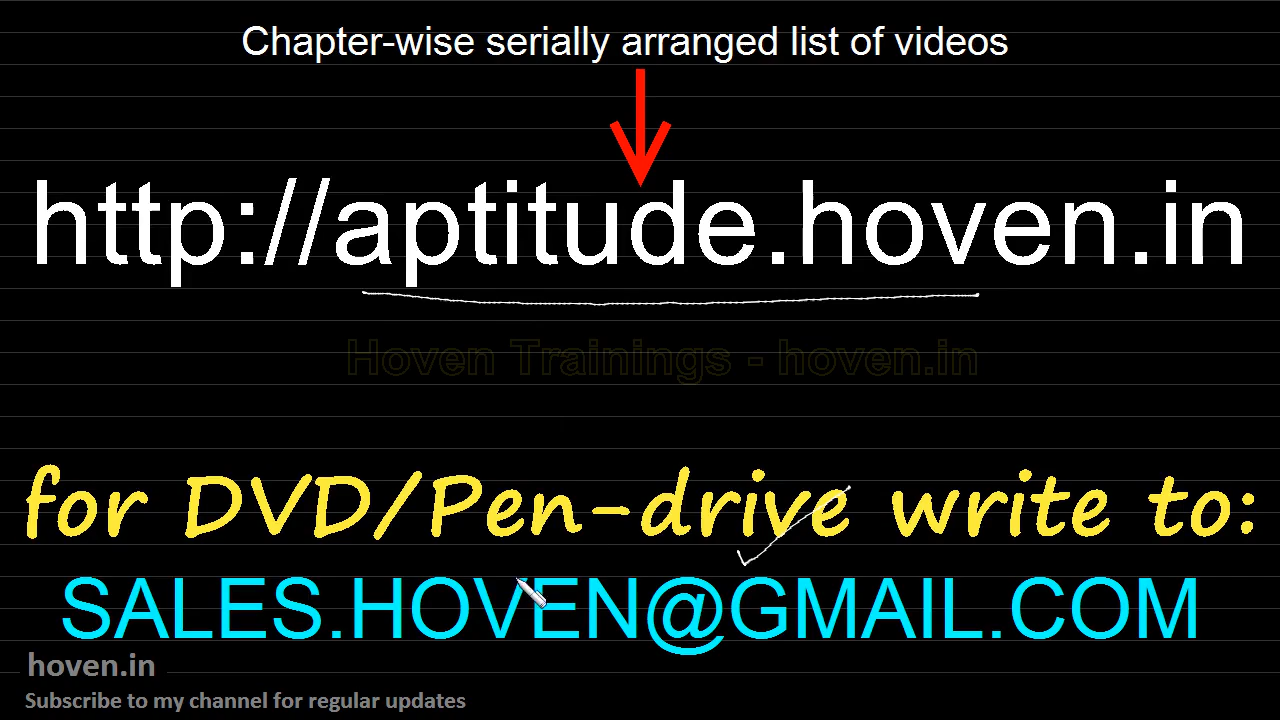 Chapter-wise serially arranged list of videos
http://aptitude.hoven.in
Hoven Trainings - hoven.in
for DVD/Pen-drive write to:
SALES.HOVEN@GMAIL.COM
hoven.in
Subscribe to my channel for regular updates